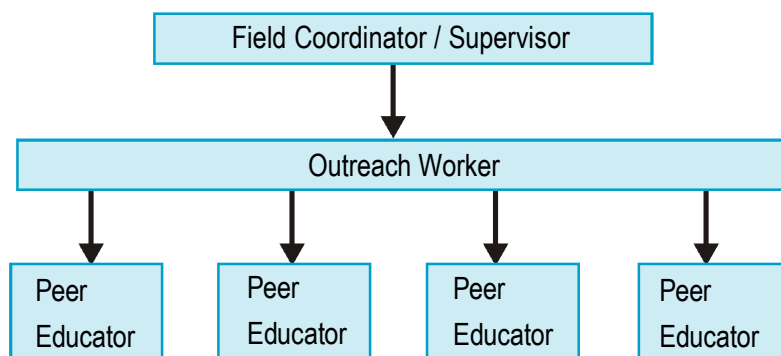 Field Coordinator / Supervisor
Outreach Worker
Peer
Educator
Peer
Educator
Peer
Educator
Peer
Educator